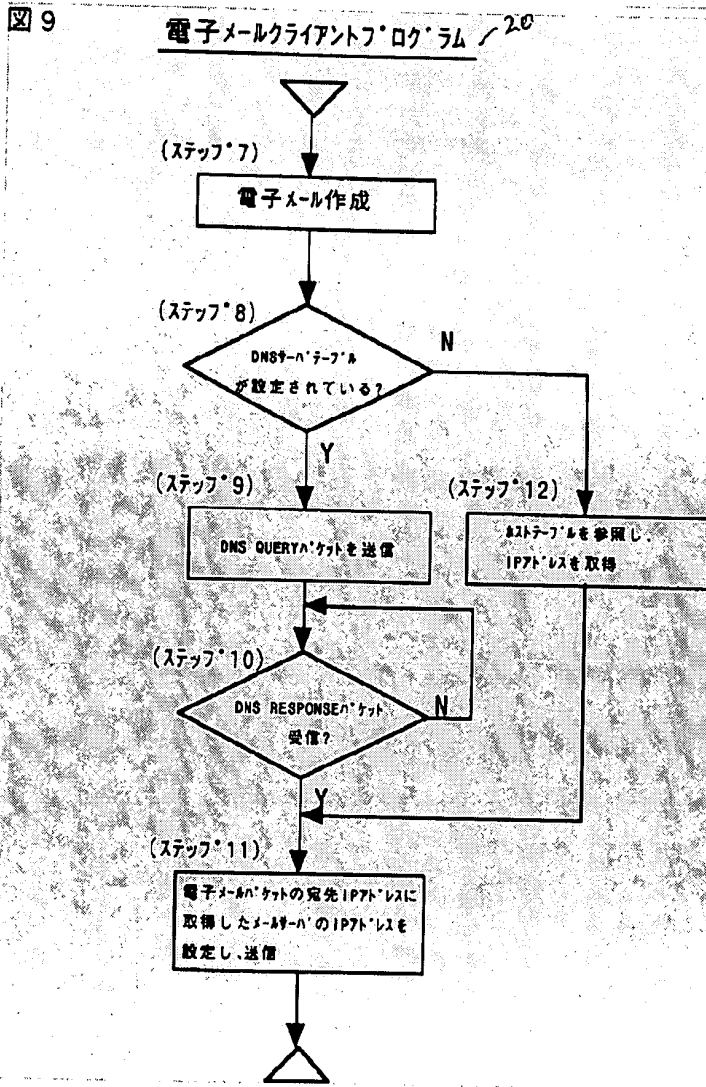 図9
電子メールクライアントプログラム 20
(ステップ7)
電子メール作成
(ステップ8)
DNSサーバテーブル
が設定されている?
N
Y
(ステップ9)
DNS QUERYパケットを送信
(ステップ12)
ホストテーブルを参照し、
IPアドレスを取得
(ステップ10)
DNS RESPONSEパケット
受信?
N
Y
(ステップ11)
電子メールパケットの宛先IPアドレスに
取得したメールサーバのIPアドレスを
設定し、送信